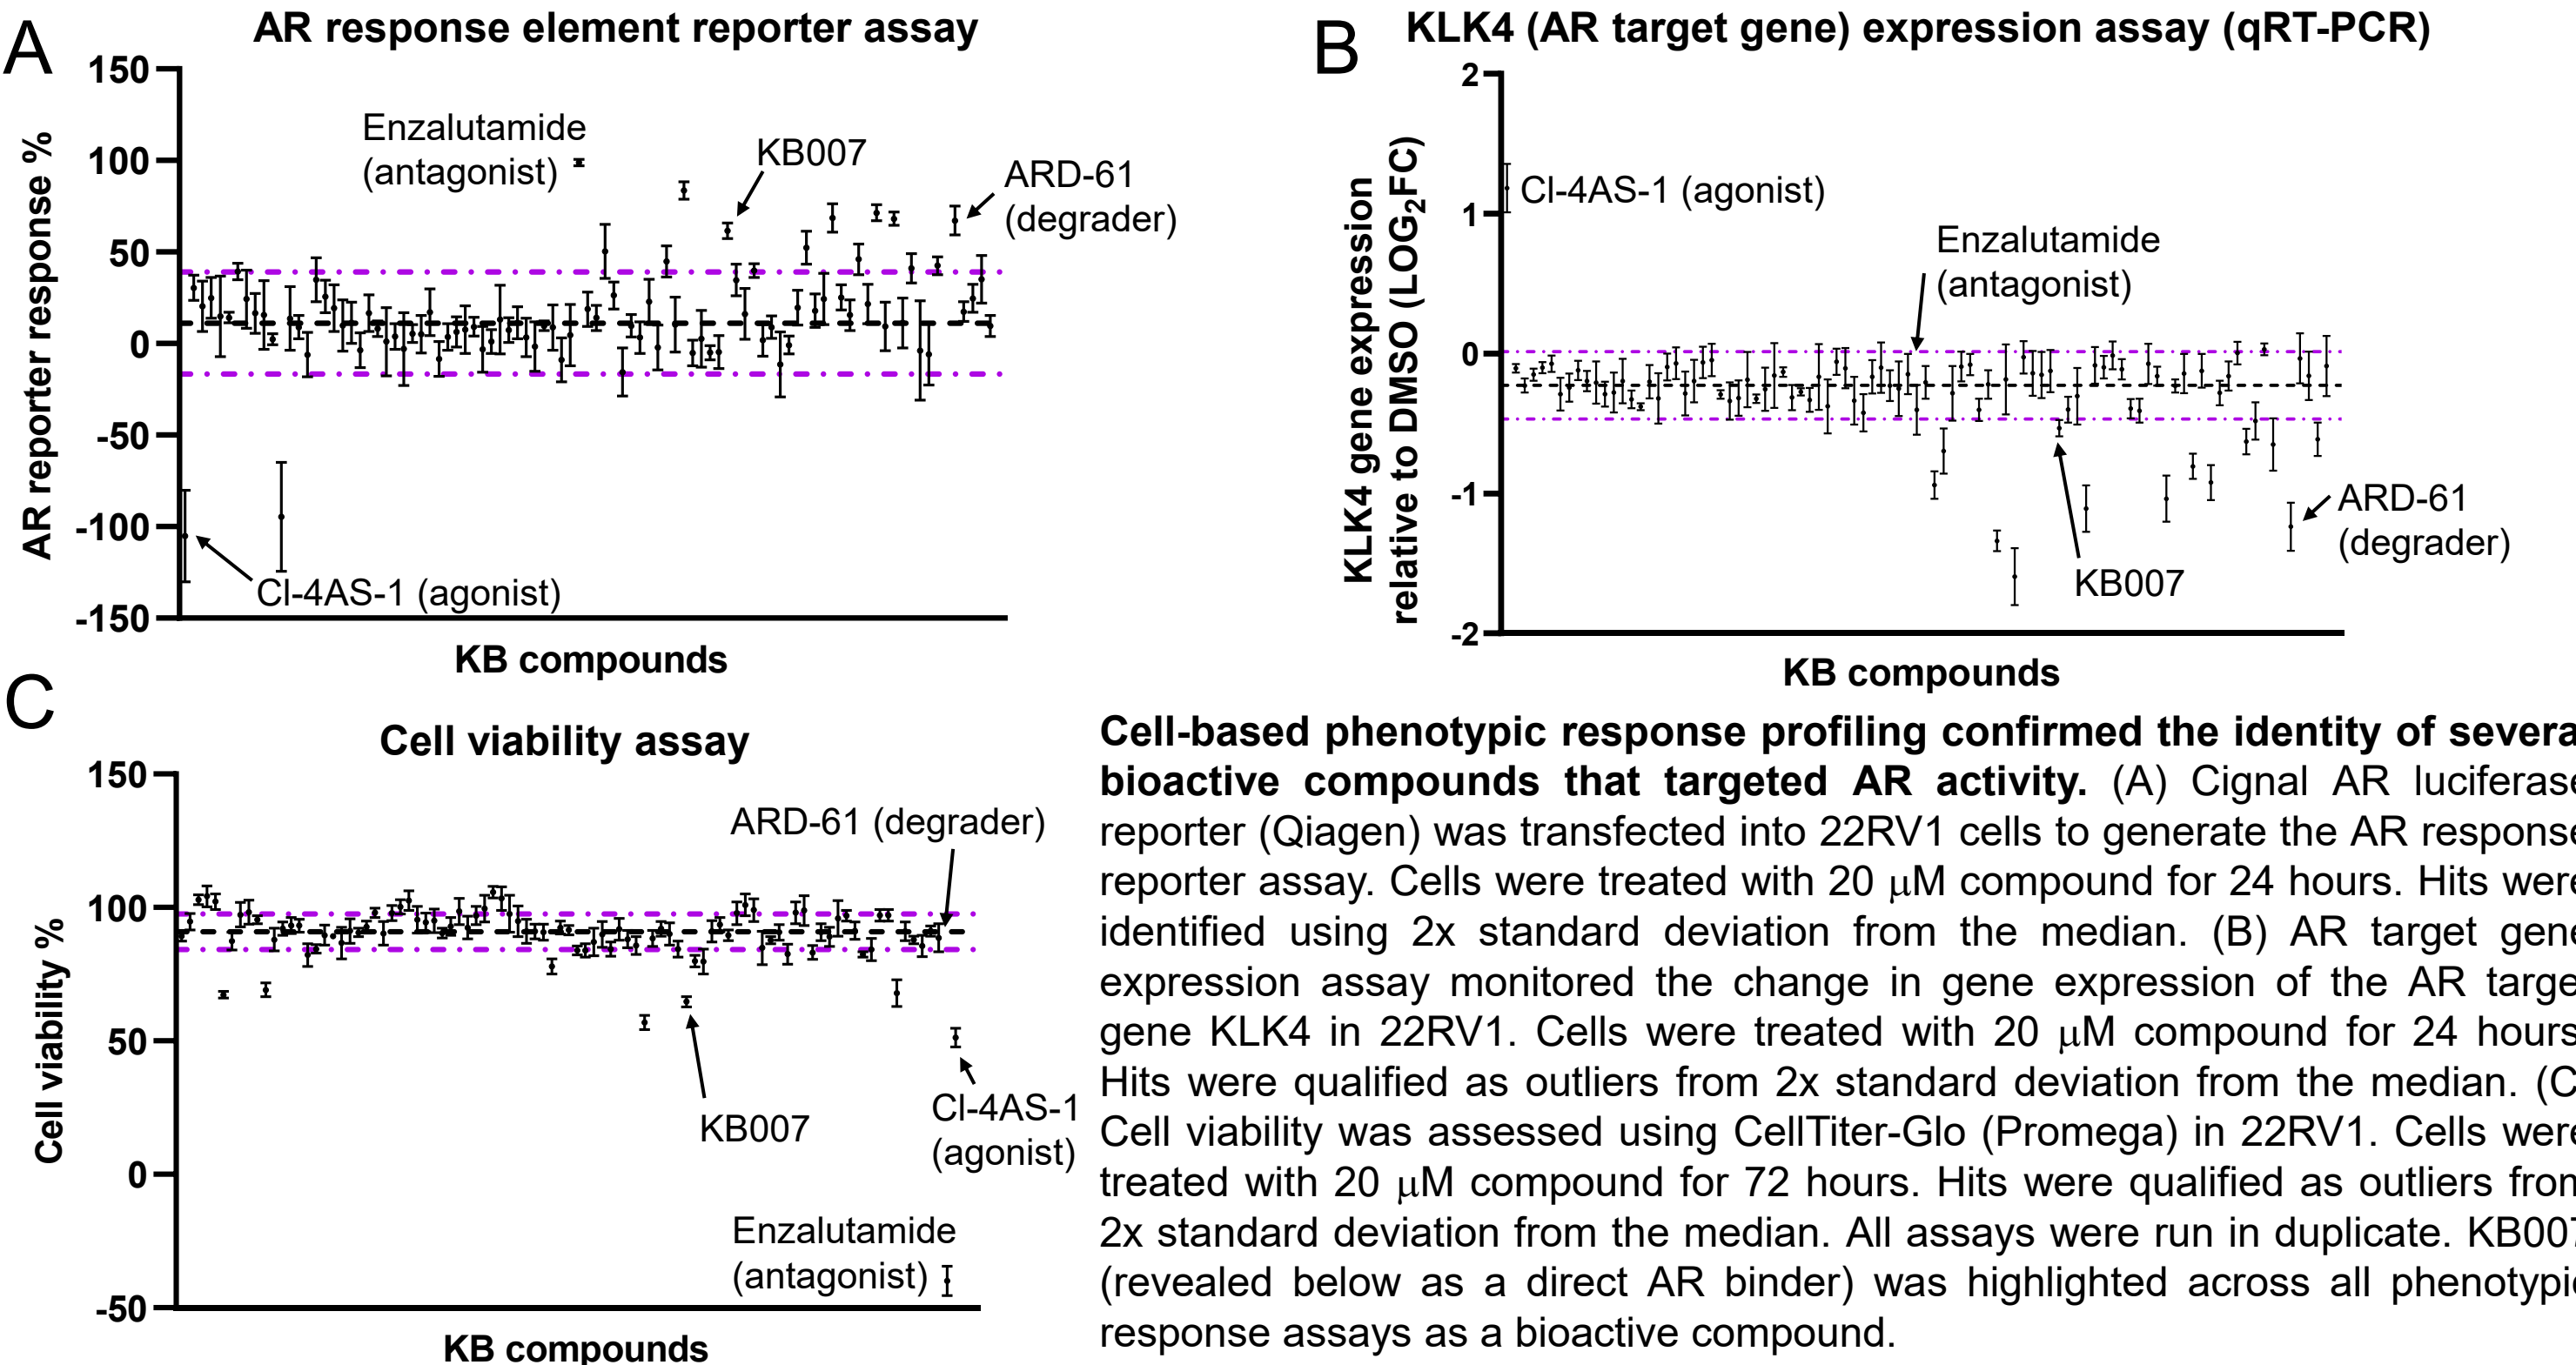 A
AR response element reporter assay
150
100
50
0
-50
-100
-150
AR reporter response %
Enzalutamide
(antagonist)
KB007
ARD-61
(degrader)
Cl-4AS-1 (agonist)
KB compounds
B
KLK4 (AR target gene) expression assay (qRT-PCR)
2
1
0
-1
-2
KLK4 gene expression
relative to DMSO (LOG2FC)
Cl-4AS-1 (agonist)
Enzalutamide
(antagonist)
ARD-61
(degrader)
KB007
KB compounds
C
Cell viability assay
150
100
50
0
-50
Cell viability %
ARD-61 (degrader)
KB007
Cl-4AS-1
(agonist)
Enzalutamide
(antagonist)
KB compounds
Cell-based phenotypic response profiling confirmed the identity of severa
bioactive compounds that targeted AR activity. (A) Cignal AR luciferase
reporter (Qiagen) was transfected into 22RV1 cells to generate the AR response
reporter assay. Cells were treated with 20 μM compound for 24 hours. Hits were
identified using 2x standard deviation from the median. (B) AR target gene
expression assay monitored the change in gene expression of the AR targe
gene KLK4 in 22RV1. Cells were treated with 20 μM compound for 24 hours
Hits were qualified as outliers from 2x standard deviation from the median. (C
Cell viability was assessed using CellTiter-Glo (Promega) in 22RV1. Cells were
treated with 20 μM compound for 72 hours. Hits were qualified as outliers from
2x standard deviation from the median. All assays were run in duplicate. KB007
(revealed below as a direct AR binder) was highlighted across all phenotypi
response assays as a bioactive compound.